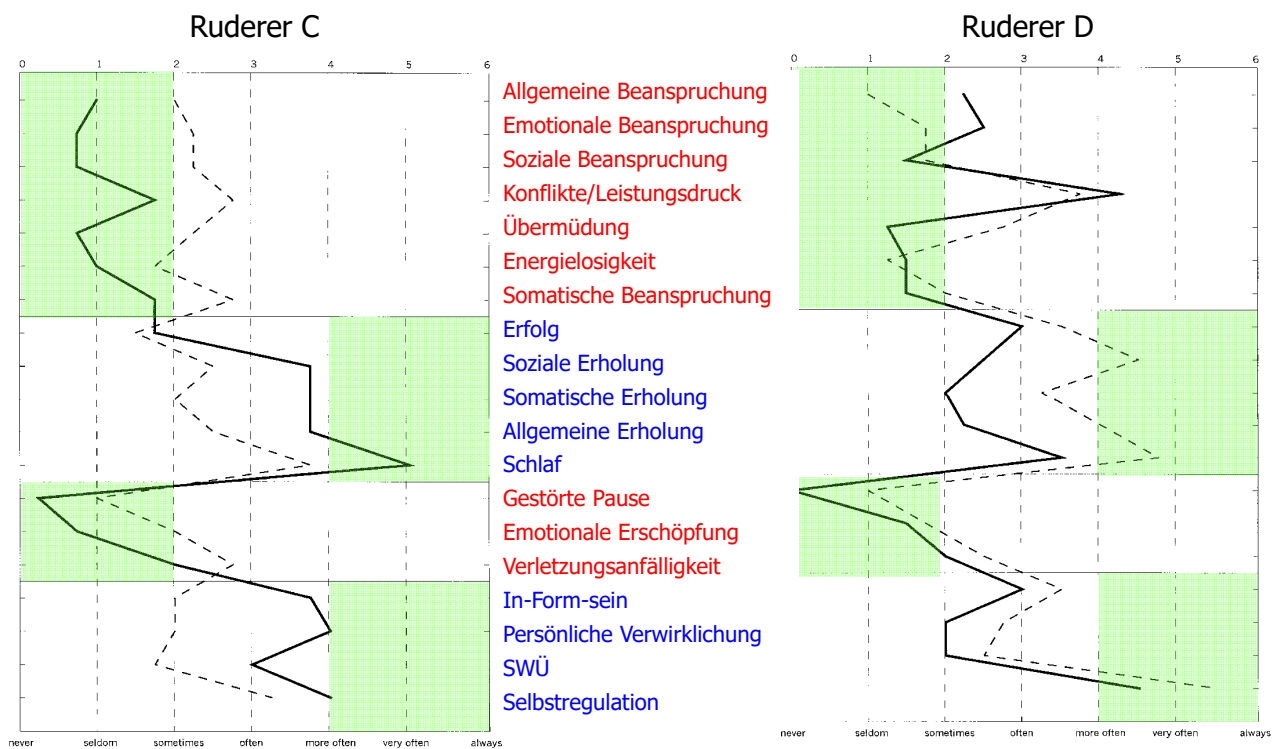 Ruderer C
Ruderer D
0 1 2 3 4 5 6
0 1 2 3 4 5 6
Allgemeine Beanspruchung
Emotionale Beanspruchung
Soziale Beanspruchung
Konflikte/Leistungsdruck
Übermüdung
Energielosigkeit
Somatische Beanspruchung
Erfolg
Soziale Erholung
Somatische Erholung
Allgemeine Erholung
Schlaf
Gestörte Pause
Emotionale Erschöpfung
Verletzungsanfälligkeit
In-Form-sein
Persönliche Verwirklichung
SWÜ
Selbstregulation
never seldom sometimes often more often very often always
never seldom sometimes often more often very often always